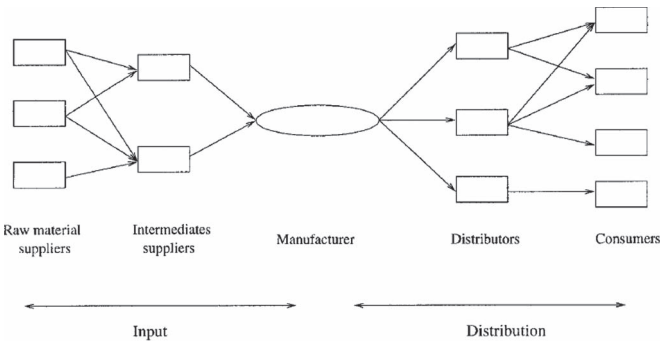 Raw material
suppliers
Intermediates
suppliers
Manufacturer
Distributors
Consumers
Input
Distribution